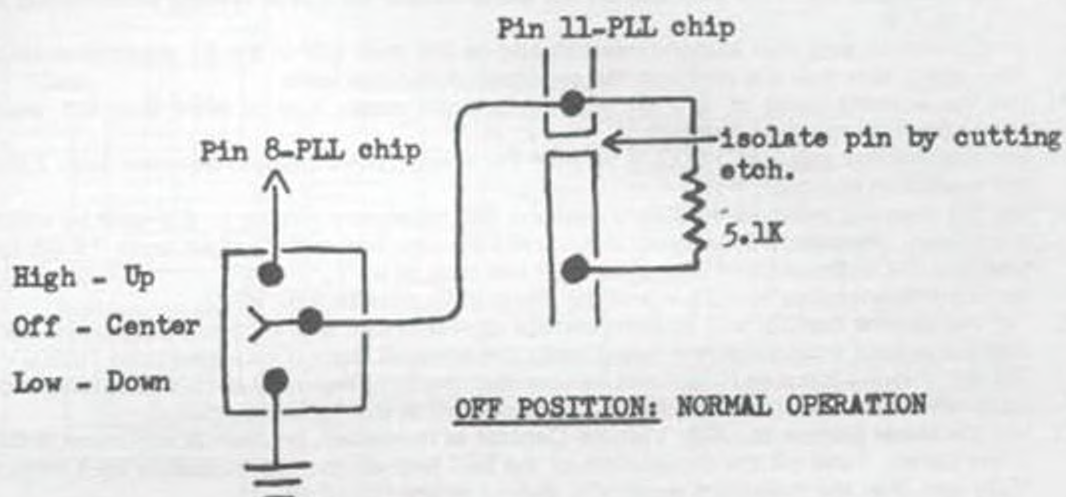 Pin 11-PLL chip
Pin 8-PLL chip
isolate pin by cutting
etch.
5.1K
High - Up
Off - Center
Low - Down
OFF POSITION: NORMAL OPERATION